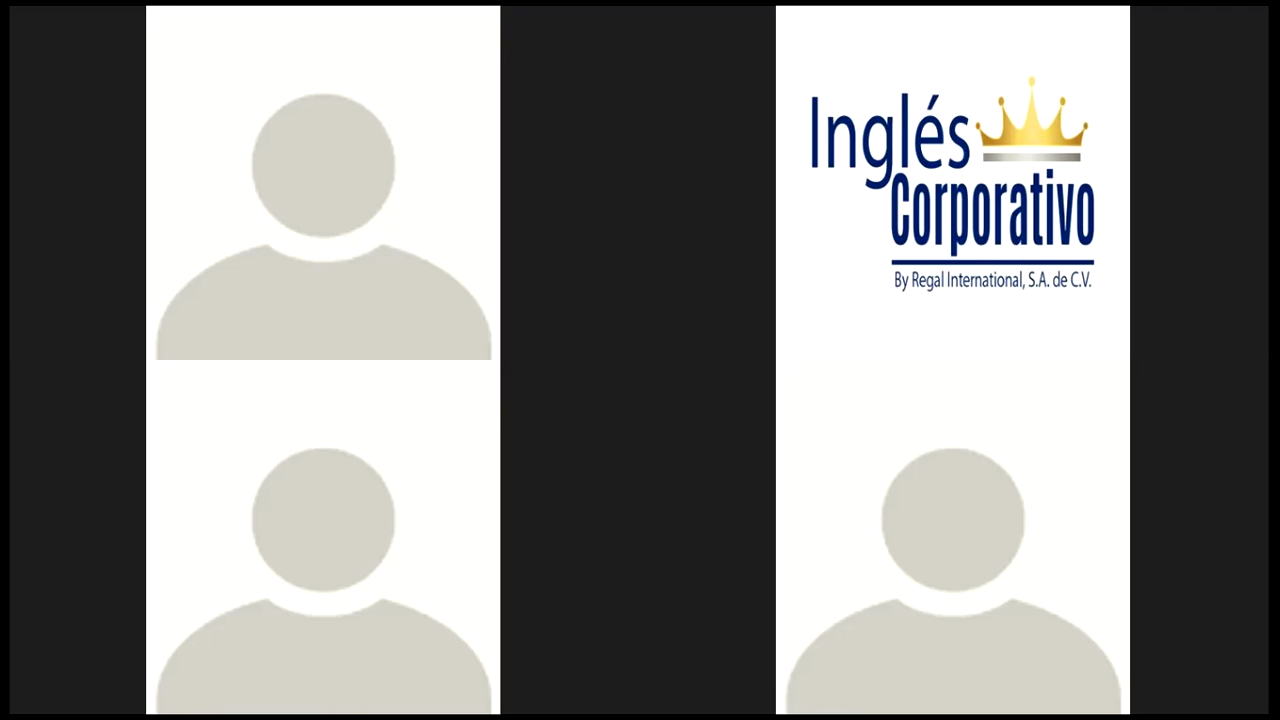 Inglés
Corporativo
By Regal International, S.A. de C.V.